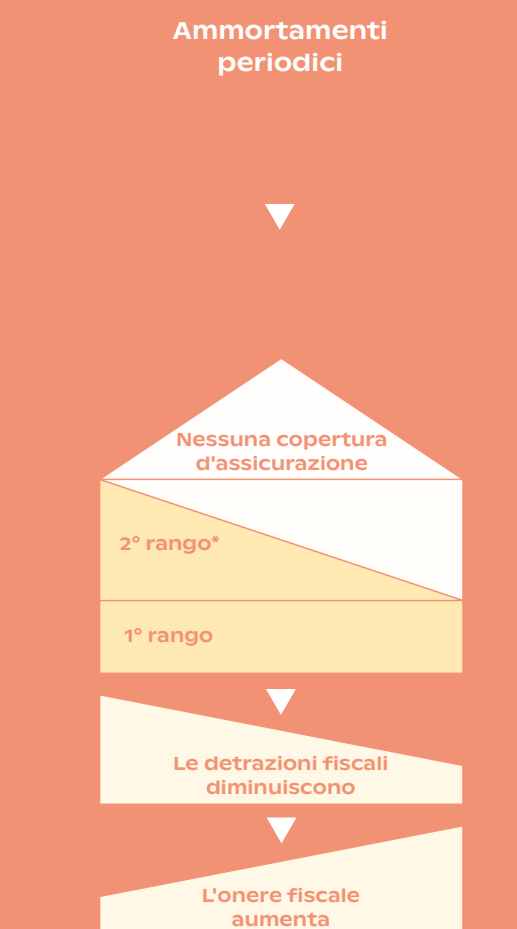 Ammortamenti
periodici
Nessuna copertura
d'assicurazione
2° rango*
1° rango
Le detrazioni fiscali
diminuiscono
L'onere fiscale
aumenta